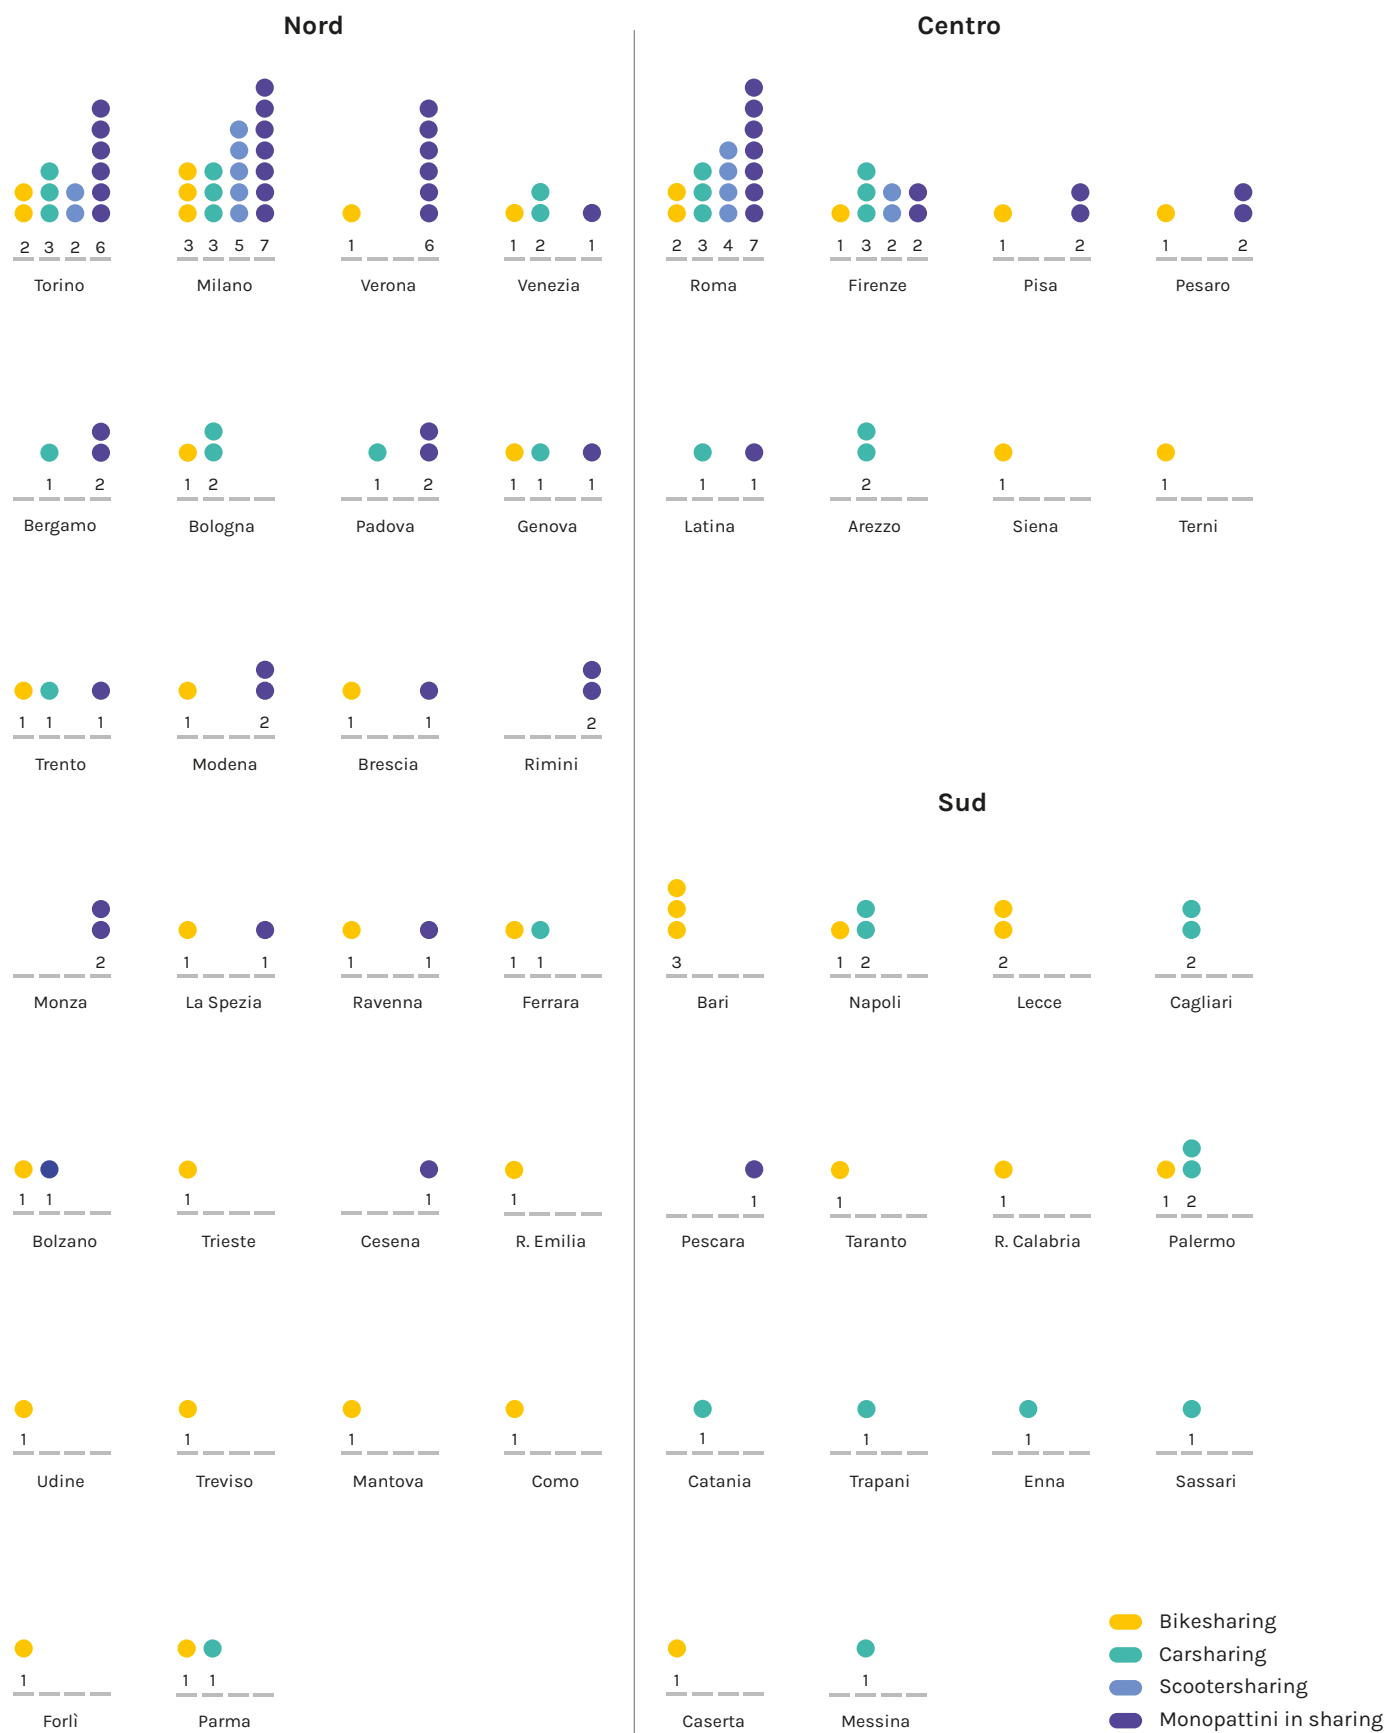 Nord
2 3 2 6
Torino
3 3 5 7
Milano
1 6
Verona
1 2 1
Venezia
1 2
Bergamo
1 2
Bologna
1 2
Padova
1 1 1
Genova
1 1 1
Trento
1 2
Modena
1 1
Brescia
2
Rimini
2
Monza
1 1
La Spezia
1 1
Ravenna
1 1
Ferrara
1 1
Bolzano
1
Trieste
1
Cesena
1
R. Emilia
1
Udine
1
Treviso
1
Mantova
1
Como
1
Forlì
1 1
Parma
Centro
2 3 4 7
Roma
1 3 2 2
Firenze
1 2
Pisa
1 2
Pesaro
1 1
Latina
2
Arezzo
1
Siena
1
Terni
Sud
3
Bari
1 2
Napoli
2
Lecce
2
Cagliari
1
Pescara
1
Taranto
1
R. Calabria
1 2
Palermo
1
Catania
1
Trapani
1
Enna
1
Sassari
1
Caserta
1
Messina
Bikesharing
Carsharing
Scootersharing
Monopattini in sharing